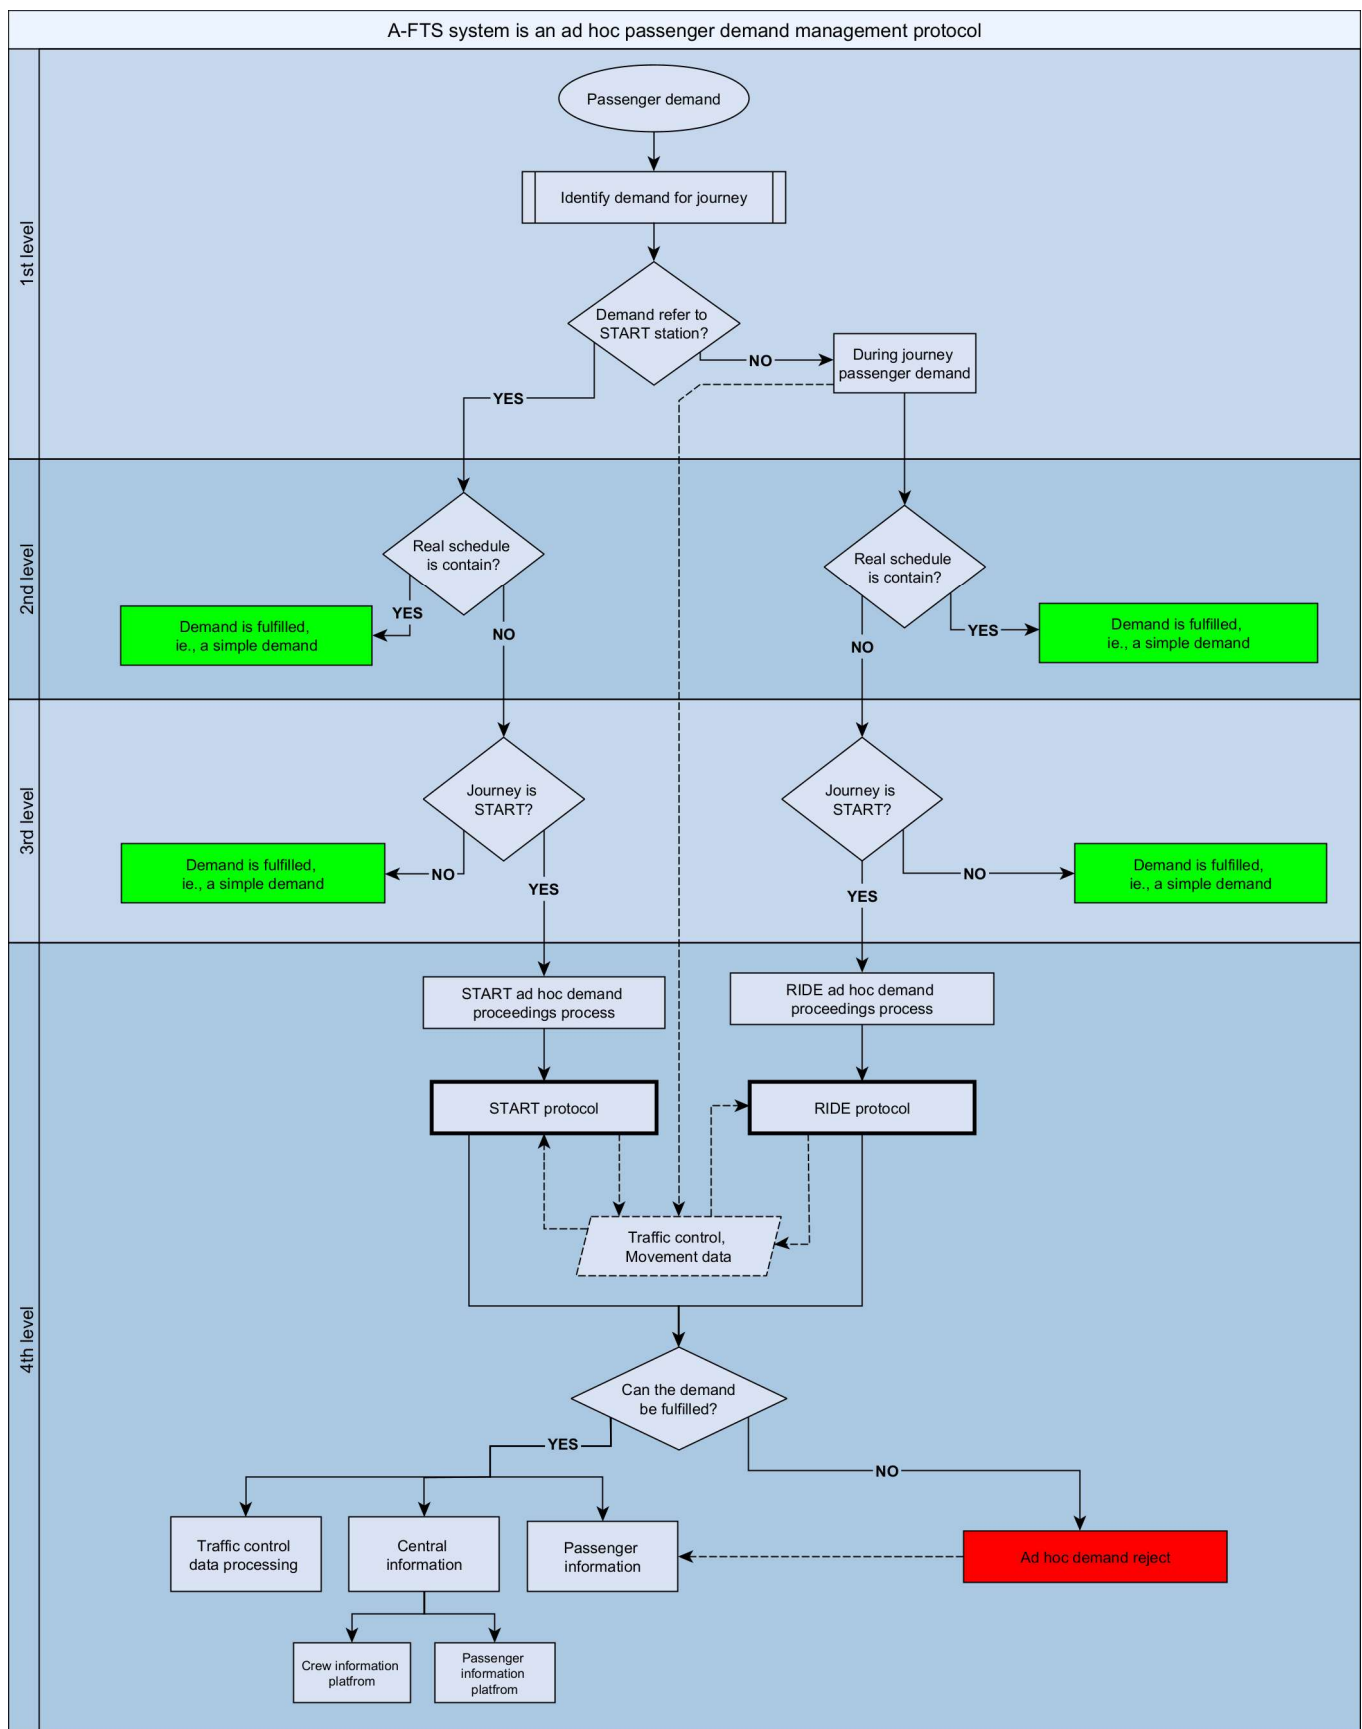 A-FTS system is an ad hoc passenger demand management protocol
1st level
Passenger demand
Identify demand for journey
Demand refer to
START station?
NO
During journey
passenger demand
YES
2nd level
Real schedule
is contain?
Real schedule
is contain?
YES
Demand is fulfilled,
ie., a simple demand
NO
NO
YES
Demand is fulfilled,
ie., a simple demand
3rd level
Journey is
START?
Journey is
START?
Demand is fulfilled,
ie., a simple demand
NO
YES
YES
NO
Demand is fulfilled,
ie., a simple demand
4th level
START ad hoc demand
proceedings process
RIDE ad hoc demand
proceedings process
START protocol
RIDE protocol
Traffic control,
Movement data
Can the demand
be fulfilled?
YES
NO
Traffic control
data processing
Central
information
Passenger
information
Ad hoc demand reject
Crew information
platfrom
Passenger
information
platfrom